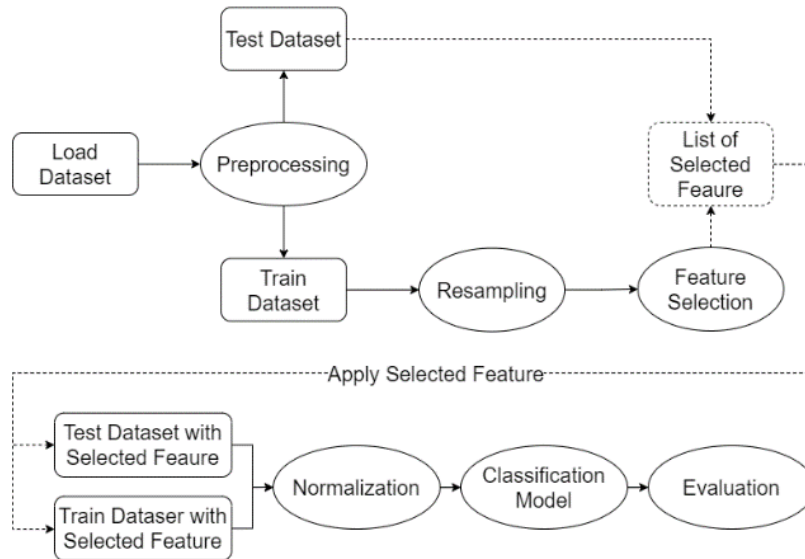 Test Dataset
Load
Dataset
Preprocessing
List of
Selected
Feaure
Train
Dataset
Resampling
Feature
Selection
Apply Selected Feature
Test Dataset with
Selected Feaure
Normalization
Classification
Model
Evaluation
Train Dataser with
Selected Feature